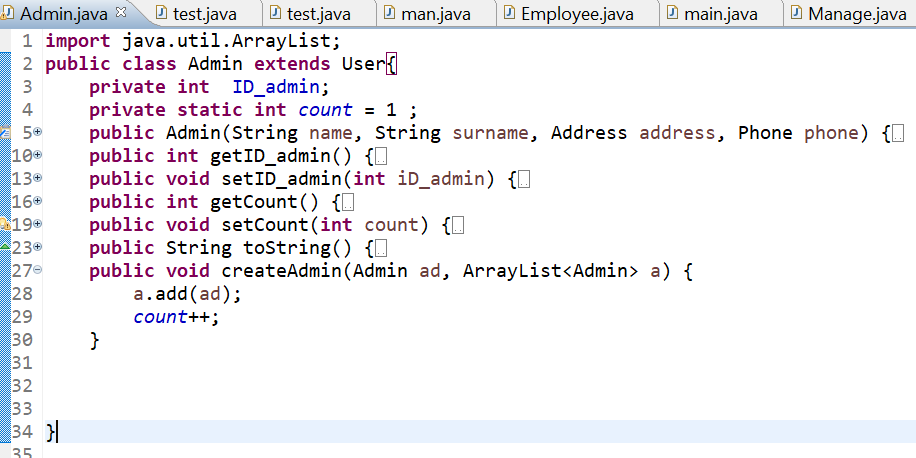 Admin.java test.java test.java man.java Employee.java main.java Manage.java
1 import java.util.ArrayList;
2 public class Admin extends User{
3     private int  ID_admin;
4     private static int count = 1 ;
5     public Admin(String name, String surname, Address address, Phone phone) {
10     public int getID_admin() {
13     public void setID_admin(int iD_admin) {
16     public int getCount() {
19     public void setCount(int count) {
23     public String toString() {
27     public void createAdmin(Admin ad, ArrayList<Admin> a) {
28         a.add(ad);
29         count++;
30     }
31
32
33
34 }
35